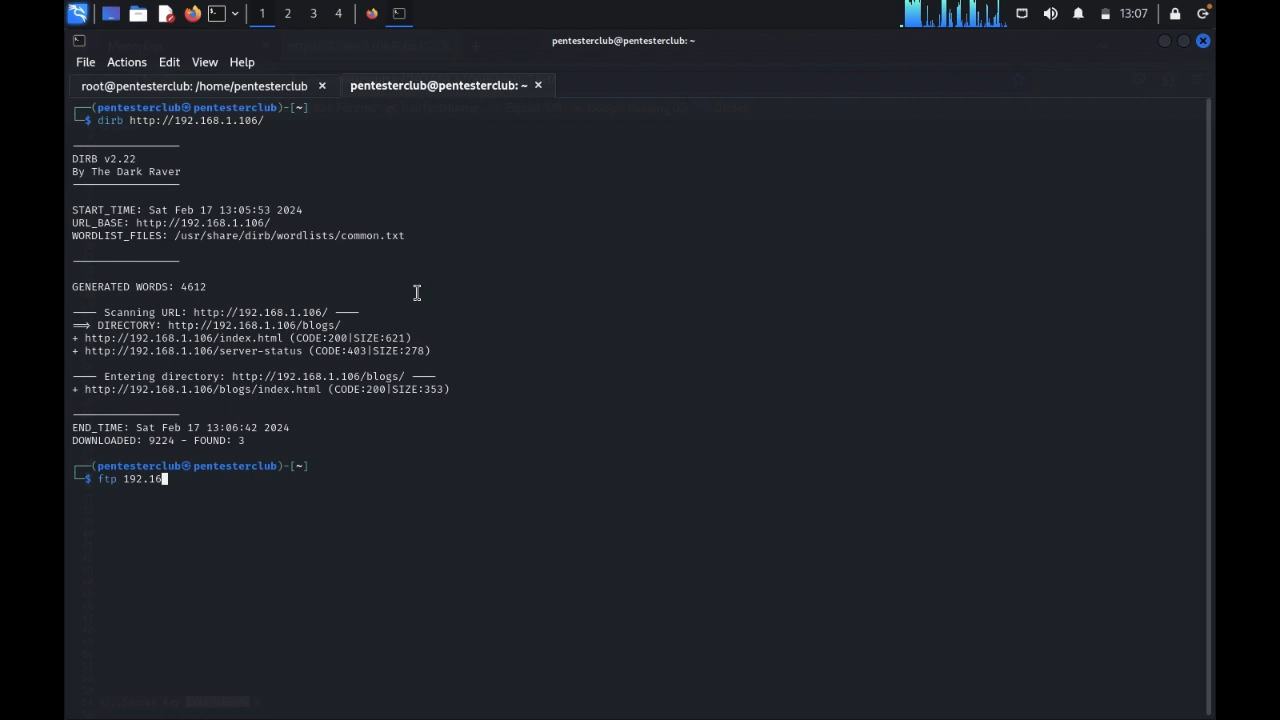 1 2 3 4 13:07
pentesterclub@pentesterclub: ~
File Actions Edit View Help
root@pentesterclub: /home/pentesterclub × pentesterclub@pentesterclub: ~ ×
┌──(pentesterclub㉿pentesterclub)-[~]
└─$ dirb http://192.168.1.106/
-----------------
DIRB v2.22
By The Dark Raver
-----------------
START_TIME: Sat Feb 17 13:05:53 2024
URL_BASE: http://192.168.1.106/
WORDLIST_FILES: /usr/share/dirb/wordlists/common.txt
-----------------
GENERATED WORDS: 4612
---- Scanning URL: http://192.168.1.106/ ----
==> DIRECTORY: http://192.168.1.106/blogs/
+ http://192.168.1.106/index.html (CODE:200|SIZE:621)
+ http://192.168.1.106/server-status (CODE:403|SIZE:278)
---- Entering directory: http://192.168.1.106/blogs/ ----
+ http://192.168.1.106/blogs/index.html (CODE:200|SIZE:353)
-----------------
END_TIME: Sat Feb 17 13:06:42 2024
DOWNLOADED: 9224 - FOUND: 3
┌──(pentesterclub㉿pentesterclub)-[~]
└─$ ftp 192.16